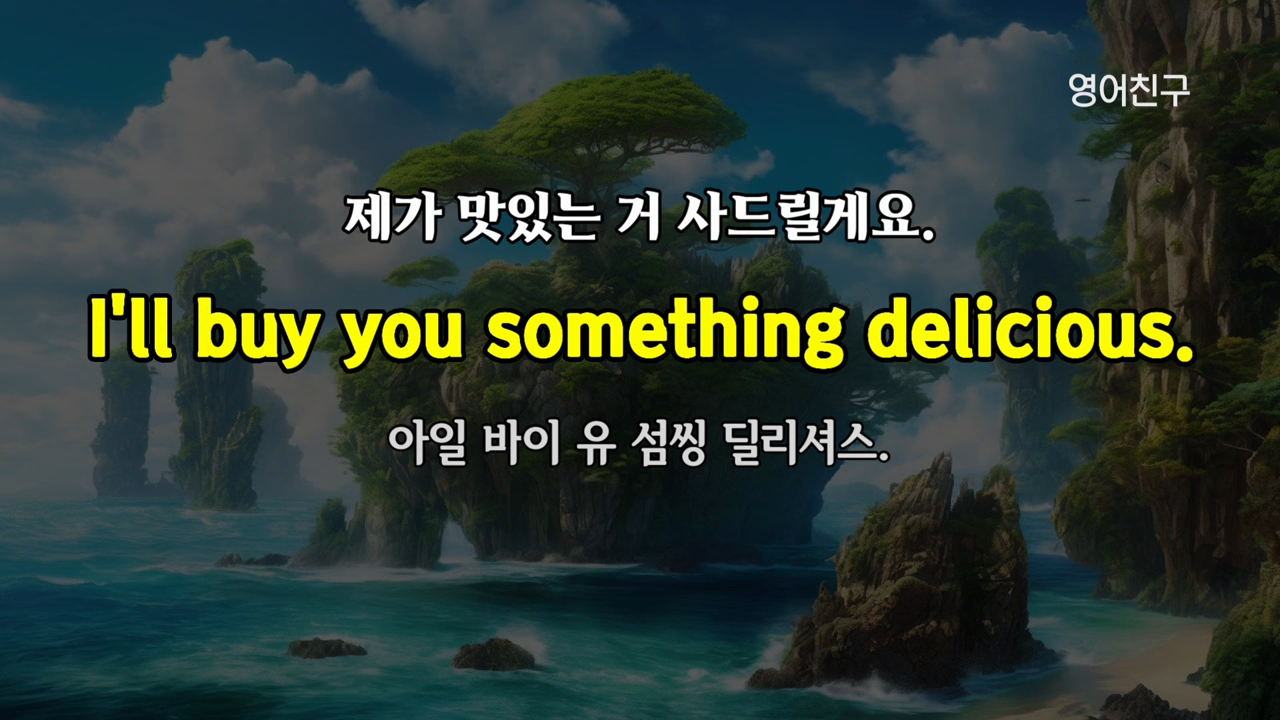 영어친구
제가 맛있는 거 사드릴게요.
I'll buy you something delicious.
아일 바이 유 섬씽 딜리셔스.